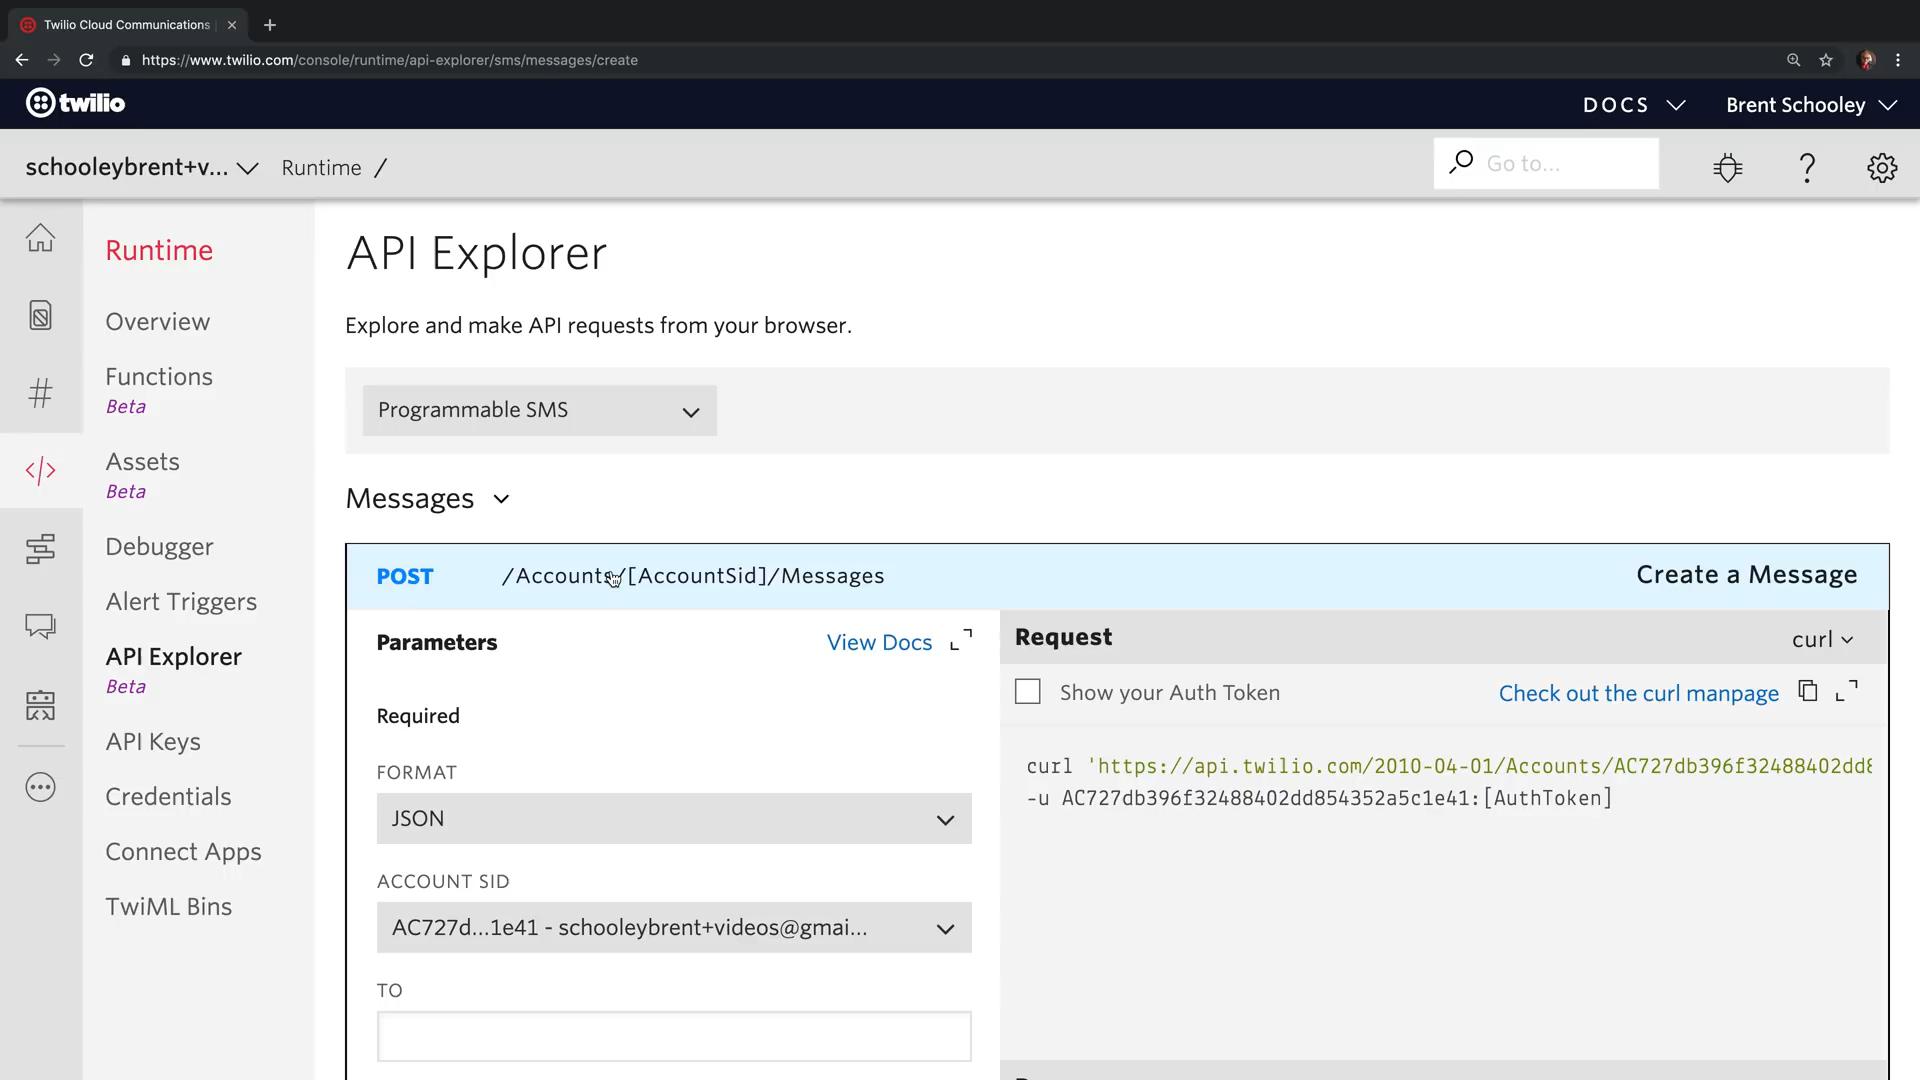 Twilio Cloud Communications |
https://www.twilio.com/console/runtime/api-explorer/sms/messages/create
twilio
DOCS
Brent Schooley
schooleybrent+v...
Runtime /
Go to...
Runtime
Overview
Functions
Beta
Assets
Beta
Debugger
Alert Triggers
API Explorer
Beta
API Keys
Credentials
Connect Apps
TwiML Bins
API Explorer
Explore and make API requests from your browser.
Programmable SMS
Messages
POST /Accounts/[AccountSid]/Messages Create a Message
Parameters
View Docs
Required
FORMAT
JSON
ACCOUNT SID
AC727d...1e41 - schooleybrent+videos@gmai...
TO
Request
curl
Show your Auth Token
Check out the curl manpage
curl 'https://api.twilio.com/2010-04-01/Accounts/AC727db396f32488402dd8
-u AC727db396f32488402dd854352a5c1e41:[AuthToken]